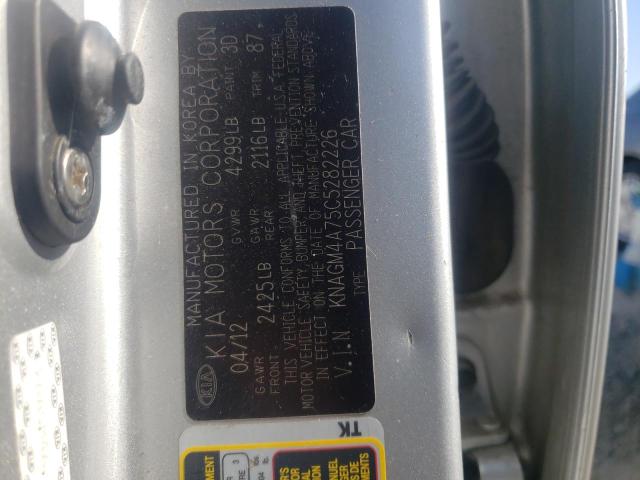 KIA
MANUFACTURED IN KOREA BY
KIA MOTORS CORPORATION
04/12 GVWR 4299LB PAINT 3D
GAWR FRONT 2425LB GAWR REAR 2116LB TRIM 87
THIS VEHICLE CONFORMS TO ALL APPLICABLE U.S.A FEDERAL
MOTOR VEHICLE SAFETY, BUMPER, AND THEFT PREVENTION STANDARDS
IN EFFECT ON THE DATE OF MANUFACTURE SHOWN ABOVE
V.I.N KNAGM4A75C5282226
TYPE PASSENGER CAR
TK
KIA